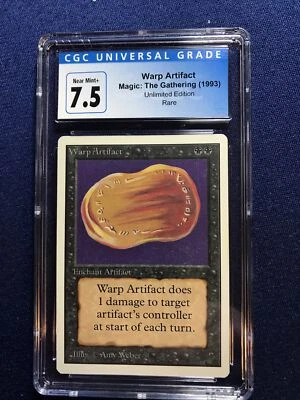 CGC UNIVERSAL GRADE
Near Mint+
7.5
Warp Artifact
Magic: The Gathering (1993)
Unlimited Edition
Rare
Warp Artifact
Enchant Artifact
Warp Artifact does
1 damage to target
artifact's controller
at start of each turn.
Illus. Amy Weber